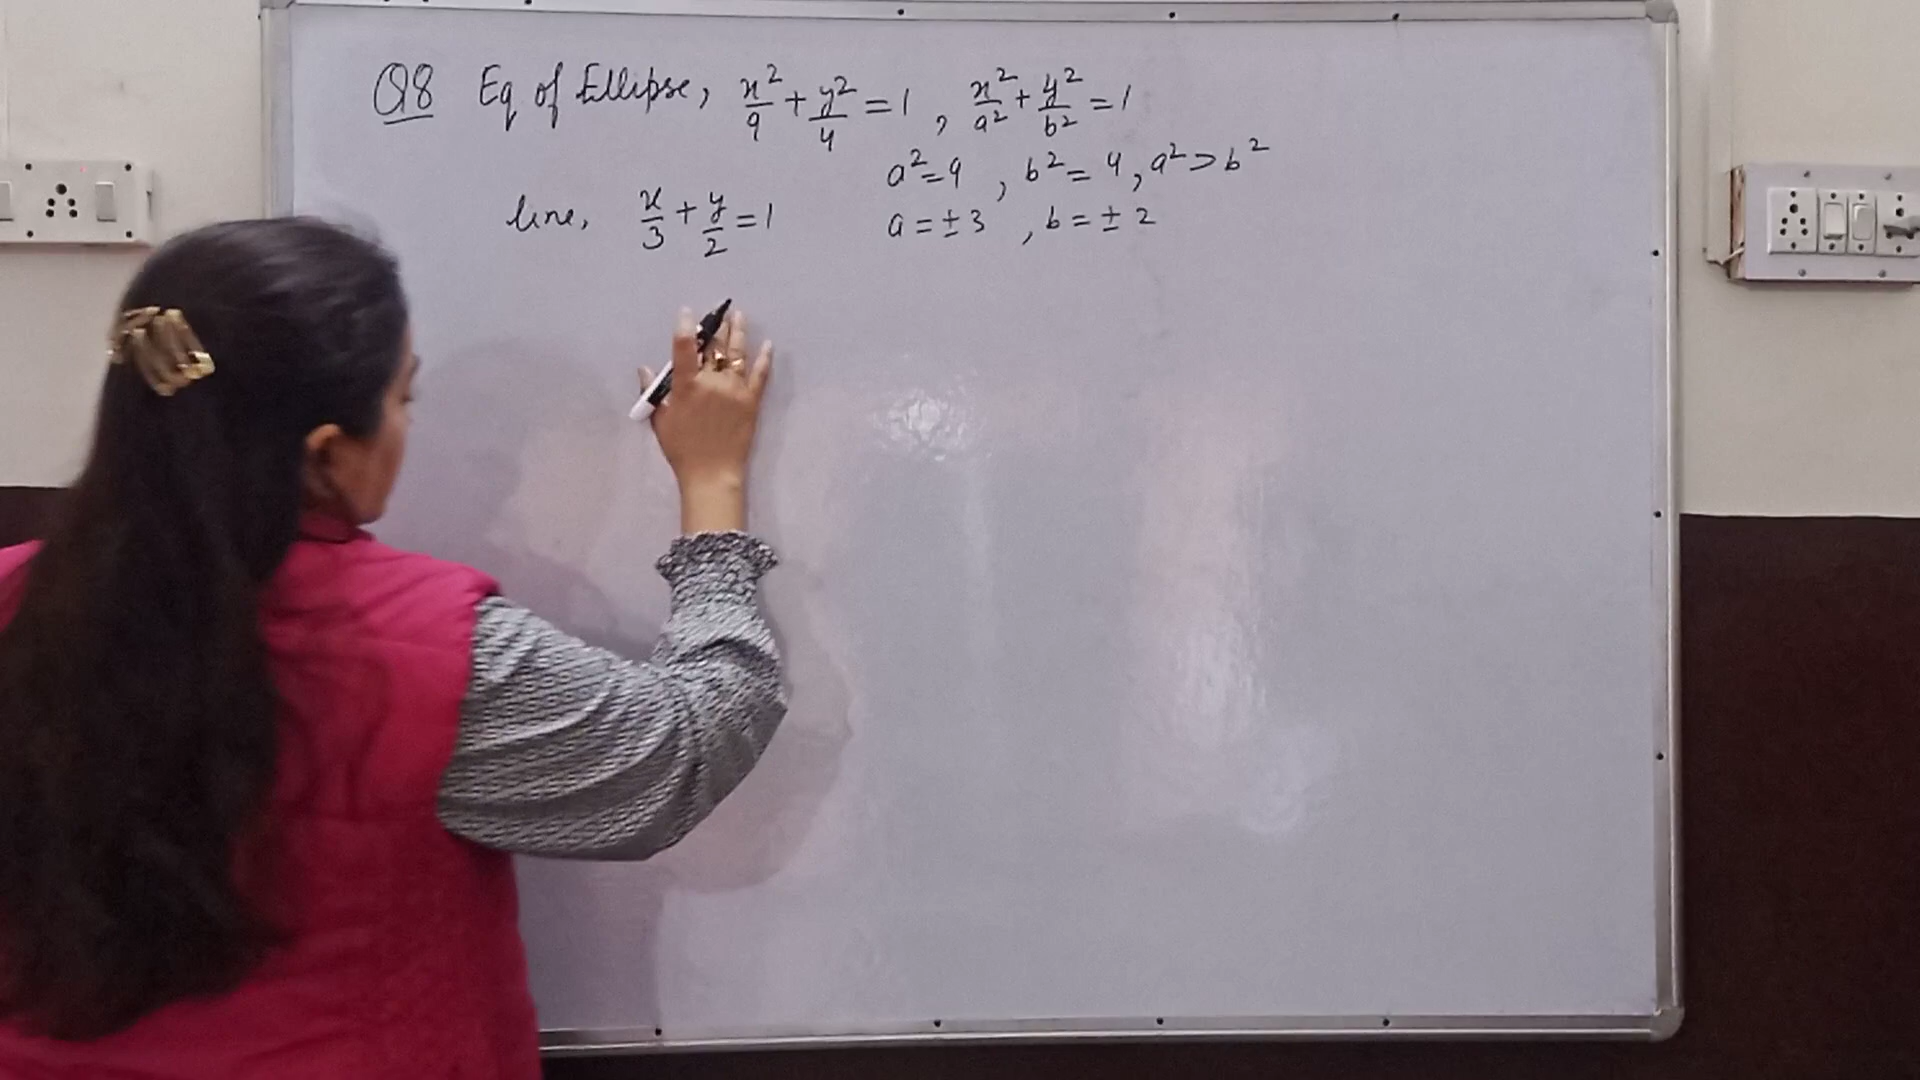 Q8 Eq of Ellipse, x²/9 + y²/4 = 1 , x²/a² + y²/b² = 1
a² = 9 , b² = 4 , a² > b²
line, x/3 + y/2 = 1 a = ± 3 , b = ± 2